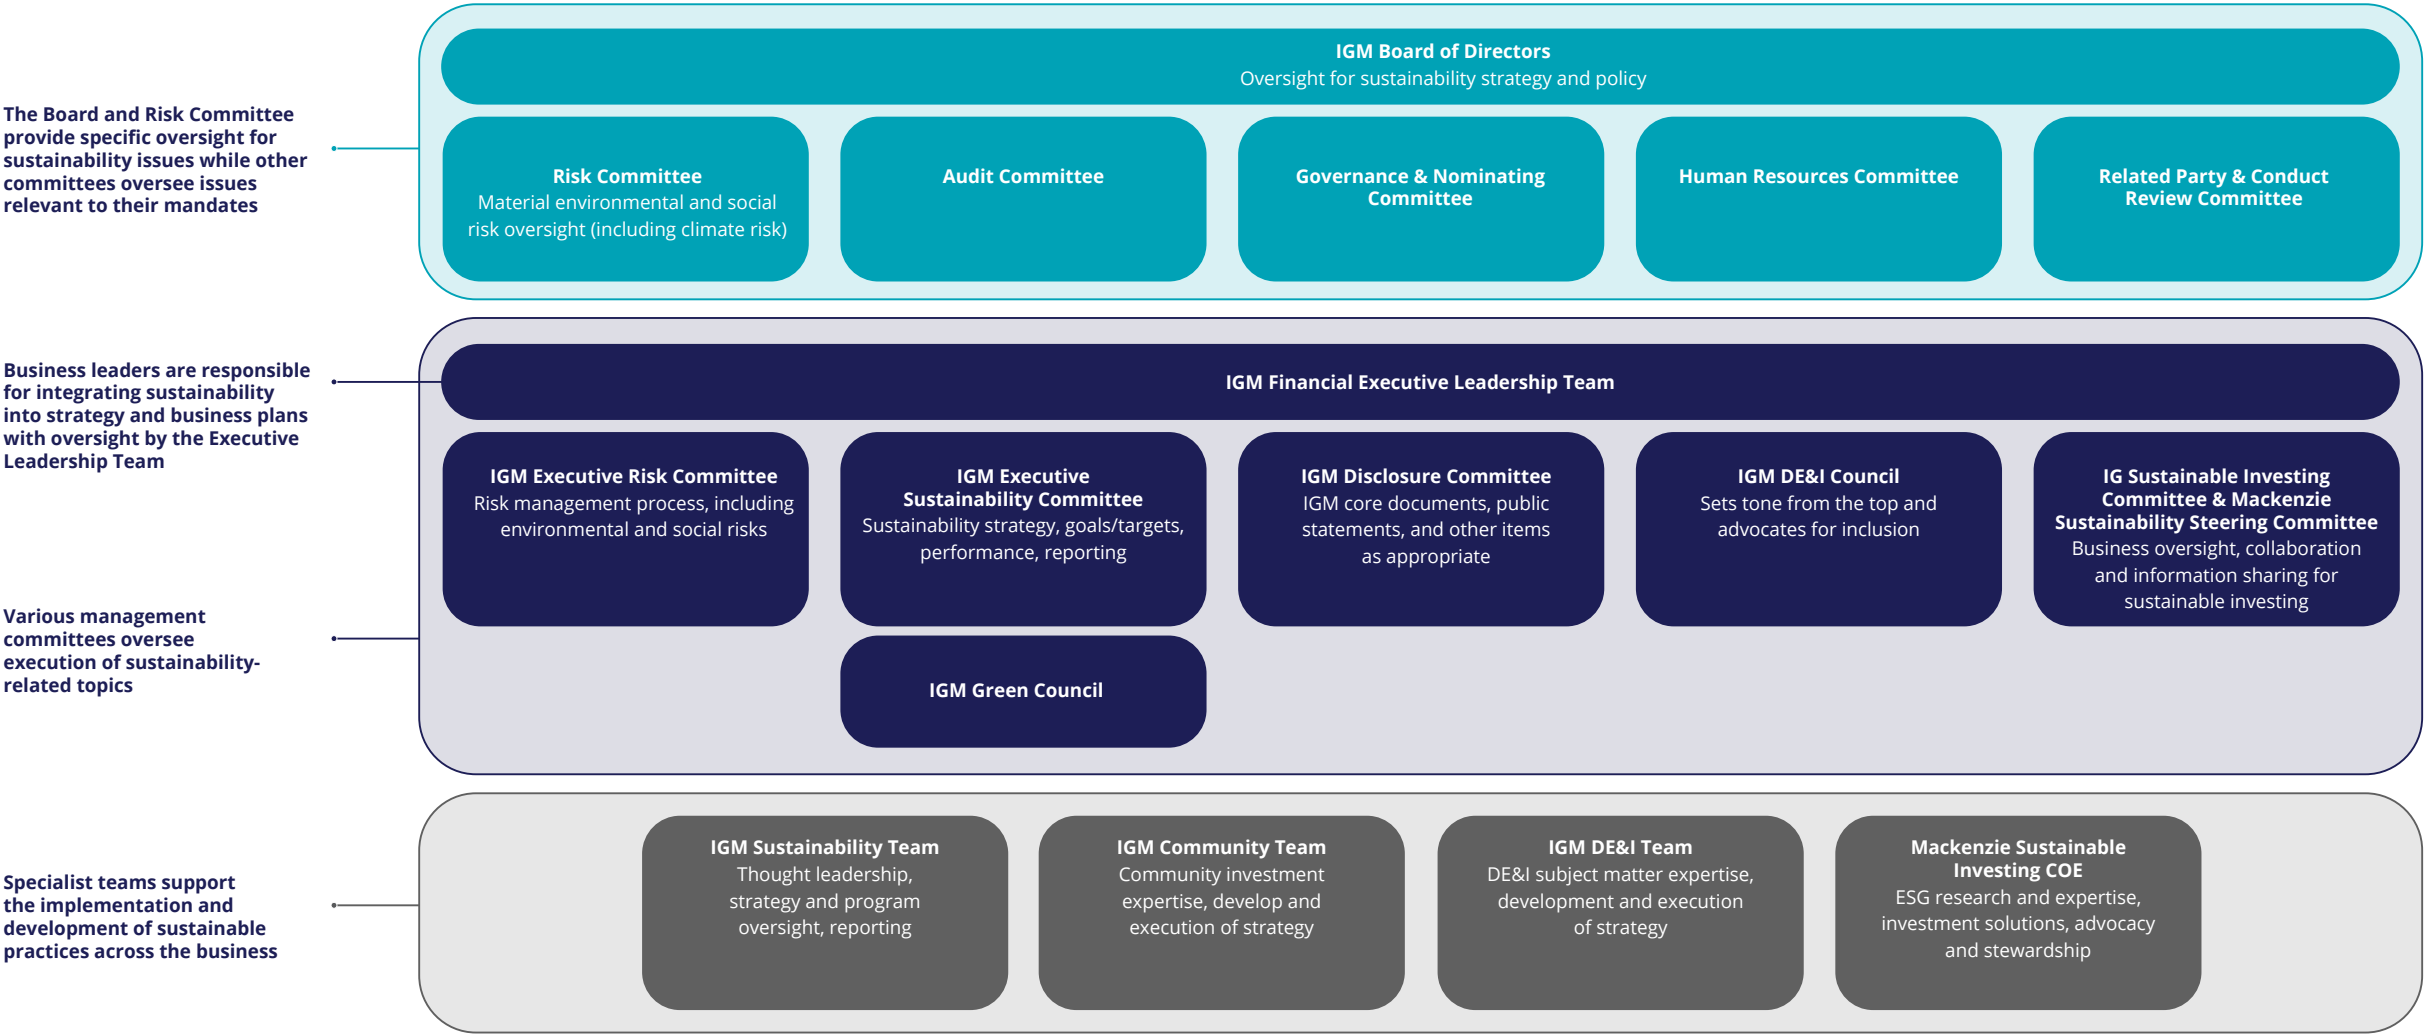 IGM Board of Directors
Oversight for sustainability strategy and policy
The Board and Risk Committee
provide specific oversight for
sustainability issues while other
committees oversee issues
relevant to their mandates
Risk Committee
Material environmental and social
risk oversight (including climate risk)
Audit Committee
Governance & Nominating
Committee
Human Resources Committee
Related Party & Conduct
Review Committee
Business leaders are responsible
for integrating sustainability
into strategy and business plans
with oversight by the Executive
Leadership Team
IGM Financial Executive Leadership Team
IGM Executive Risk Committee
Risk management process, including
environmental and social risks
IGM Executive
Sustainability Committee
Sustainability strategy, goals/targets,
performance, reporting
IGM Disclosure Committee
IGM core documents, public
statements, and other items
as appropriate
IGM DE&I Council
Sets tone from the top and
advocates for inclusion
IG Sustainable Investing
Committee & Mackenzie
Sustainability Steering Committee
Business oversight, collaboration
and information sharing for
sustainable investing
Various management
committees oversee
execution of sustainability-
related topics
IGM Green Council
Specialist teams support
the implementation and
development of sustainable
practices across the business
IGM Sustainability Team
Thought leadership,
strategy and program
oversight, reporting
IGM Community Team
Community investment
expertise, develop and
execution of strategy
IGM DE&I Team
DE&I subject matter expertise,
development and execution
of strategy
Mackenzie Sustainable
Investing COE
ESG research and expertise,
investment solutions, advocacy
and stewardship